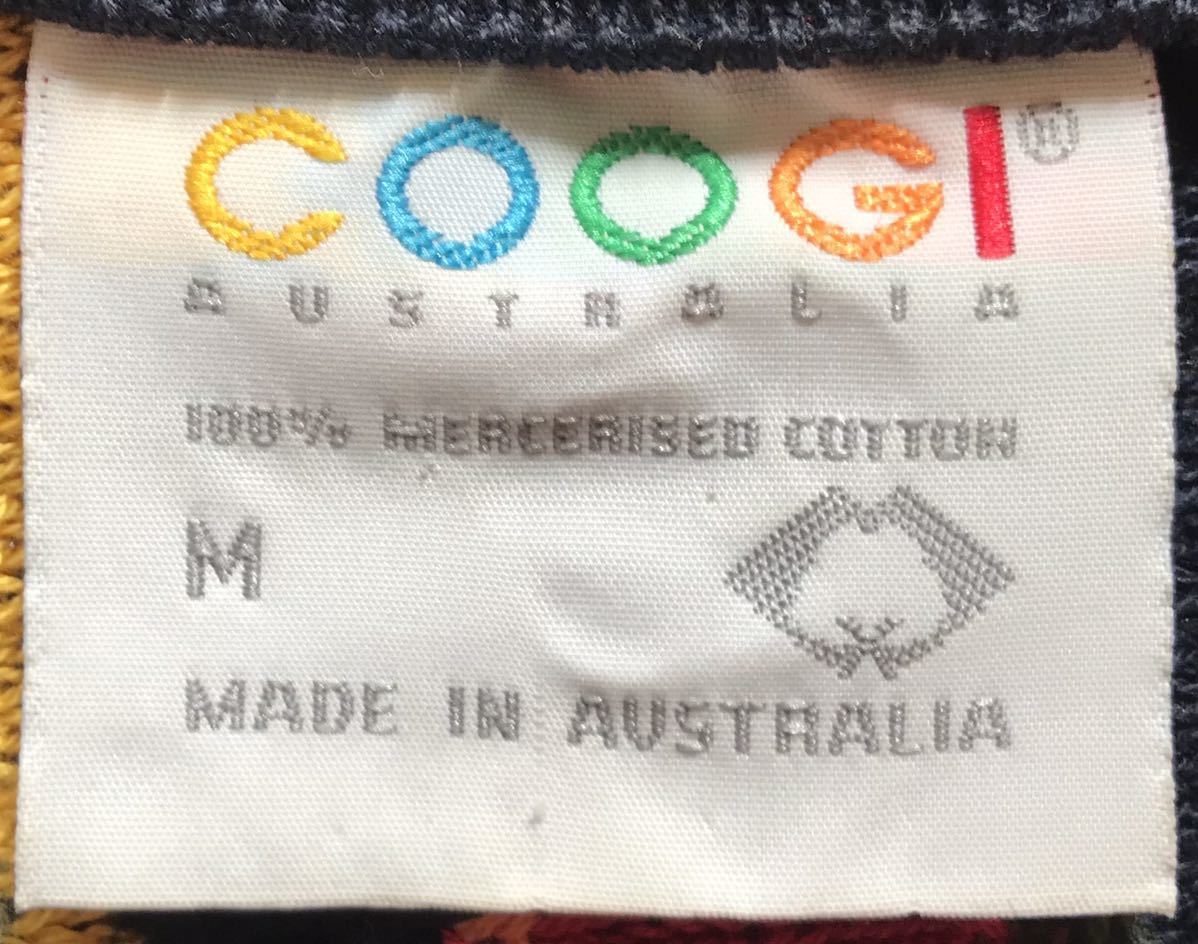 COOGI®
AUSTRALIA
100% MERCERISED COTTON
M
MADE IN AUSTRALIA